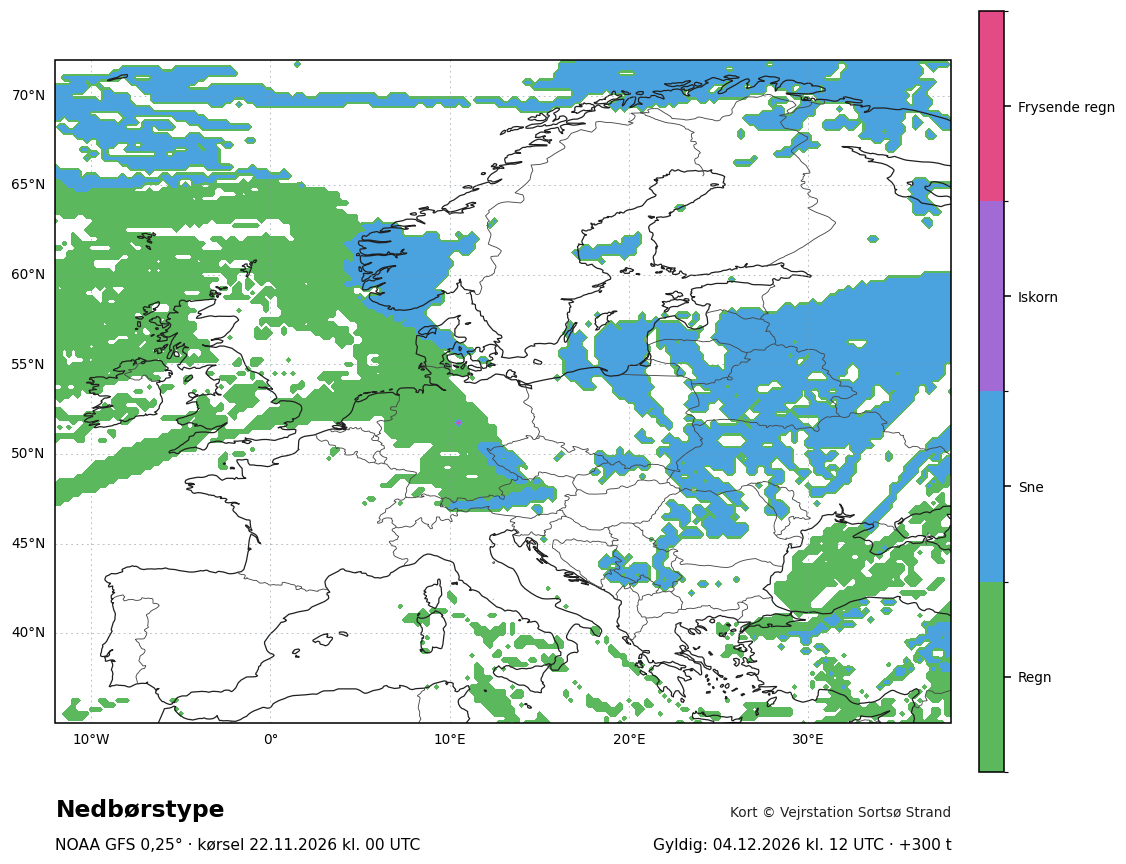 70°N
65°N
60°N
55°N
50°N
45°N
40°N
10°W
0°
10°E
20°E
30°E
Frysende regn
Iskorn
Sne
Regn
Nedbørstype
Kort © Vejrstation Sortsø Strand
NOAA GFS 0,25° · kørsel 22.11.2026 kl. 00 UTC
Gyldig: 04.12.2026 kl. 12 UTC · +300 t